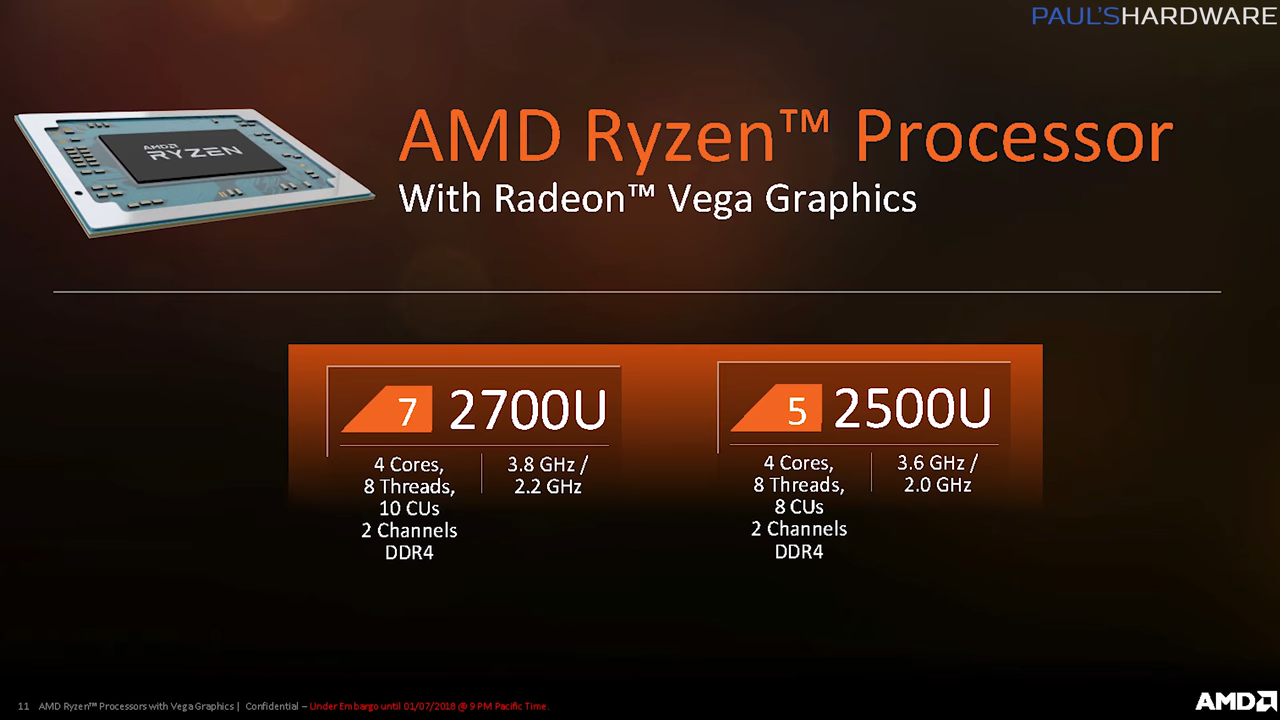 PAUL'SHARDWARE
AMD
RYZEN
AMD Ryzen™ Processor
With Radeon™ Vega Graphics
7 2700U
4 Cores,
8 Threads,
10 CUs
2 Channels
DDR4
3.8 GHz /
2.2 GHz
5 2500U
4 Cores,
8 Threads,
8 CUs
2 Channels
DDR4
3.6 GHz /
2.0 GHz
11 AMD Ryzen™ Processors with Vega Graphics | Confidential – Under Embargo until 01/07/2018 @ 9 PM Pacific Time.
AMD